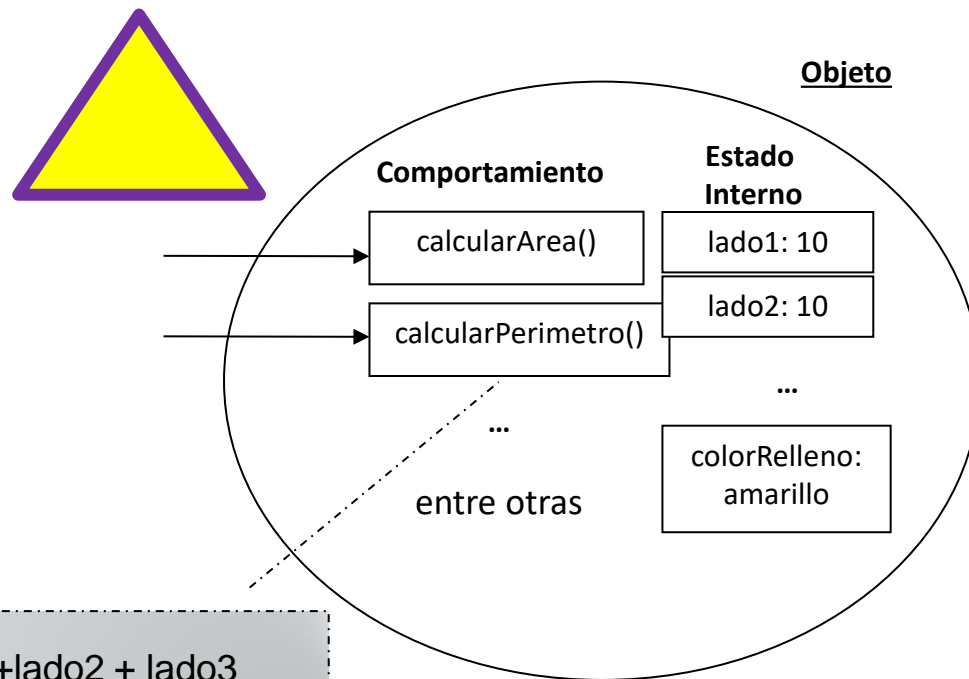 Objeto
Comportamiento
Estado
Interno
calcularArea()
lado1: 10
lado2: 10
calcularPerimetro()
...
...
colorRelleno:
amarillo
entre otras
+lado2 + lado3